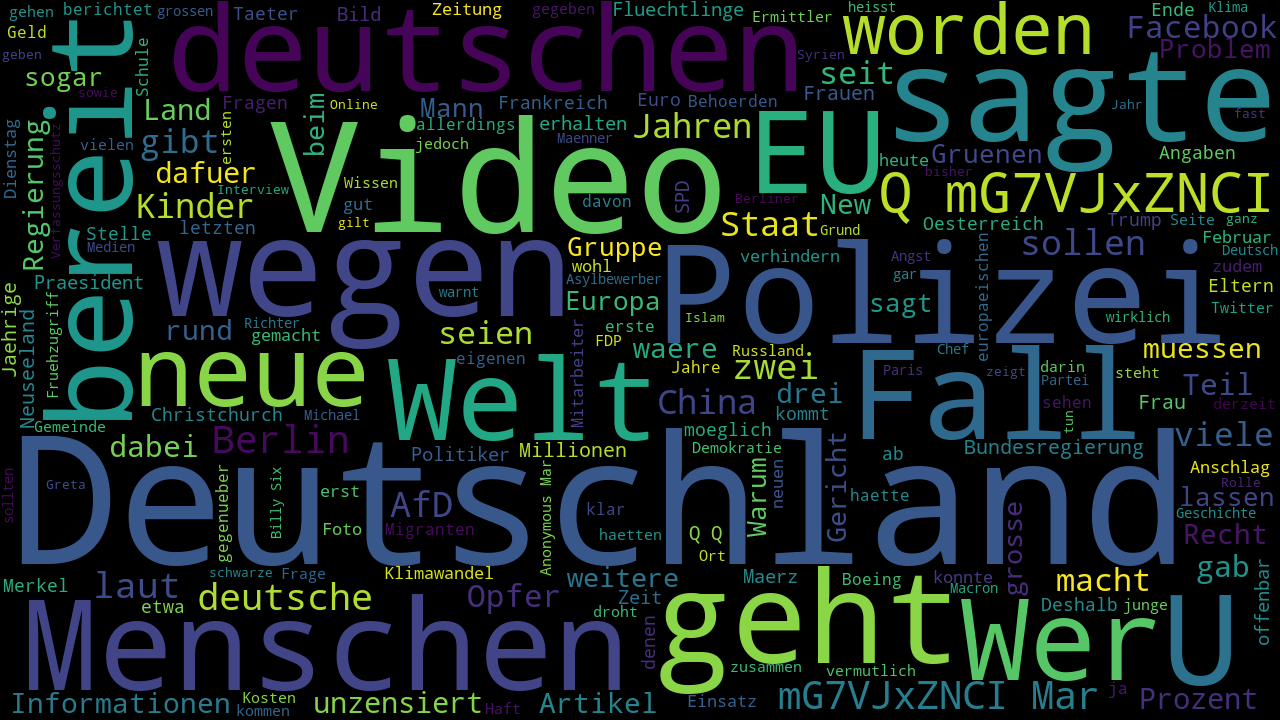 gehen
berichtet
grossen
Taeter
Bild
Zeitung
gegeben
Fluechtlinge
Ermittler
heisst
Ende
Klima
Geld
bereit
deutschen
worden
Facebook
geben
sogar
Schule
Syrien
seit
Problem
sagte
sowie
Land
Fragen
Online
Mann
Frankreich
Euro
Behoerden
Frauen
Jahr
fast
Dienstag
Regierung
Verfassungsschutz
vielen
gibt
ersten
beim
Video
allerdings
jedoch
erhalten
Maenner
Jahren
EU
heute
Gruenen
Angaben
dafuer
Interview
Wissen
bisher
Q mG7VJxZNCI
Kinder
gut
davon
SPD
Berliner
New
letzten
gilt
Staat
Grund
Oesterreich
Trump
Seite
ganz
Stelle
Medien
wegen
Gruppe
wohl
verhindern
Polizei
Angst
gar
europaeischen
sollen
Februar
Deutsch
zudem
Praesident
warnt
Asylbewerber
Europa
sagt
Eltern
Twitter
Jaehrige
Neuseeland
Fruehzugriff
rund
Richter
gemacht
seien
Mitarbeiter
erste
Islam
wirklich
FDP
waere
Russland
Chef
muessen
neue
Welt
eigenen
Jahre
zwei
Fall
Paris
zeigt
darin
Partei
steht
Teil
China
drei
kommt
sehen
tun
Frau
derzeit
Christchurch
Michael
Gemeinde
dabei
Berlin
Politiker
Millionen
moeglich
Demokratie
Gericht
ab
Bundesregierung
viele
Anschlag
sollten
Greta
Deutschland
gegenueber
Billy Six
erst
AfD
klar
Anonymous Mar
Warum
neuen
haette
Rolle
lassen
Geschichte
Foto
Migranten
haetten
Q Q
Ort
grosse
Recht
Merkel
laut
schwarze
Frage
Klimawandel
weitere
Maerz
Boeing
konnte
macht
gab
offenbar
etwa
deutsche
Opfer
Zeit
droht
Macron
Deshalb
junge
Menschen
denen
geht
Wer
U
zusammen
vermutlich
Informationen
Kosten
kommen
unzensiert
Haft
Artikel
Einsatz
mG7VJxZNCI Mar
ja
Prozent